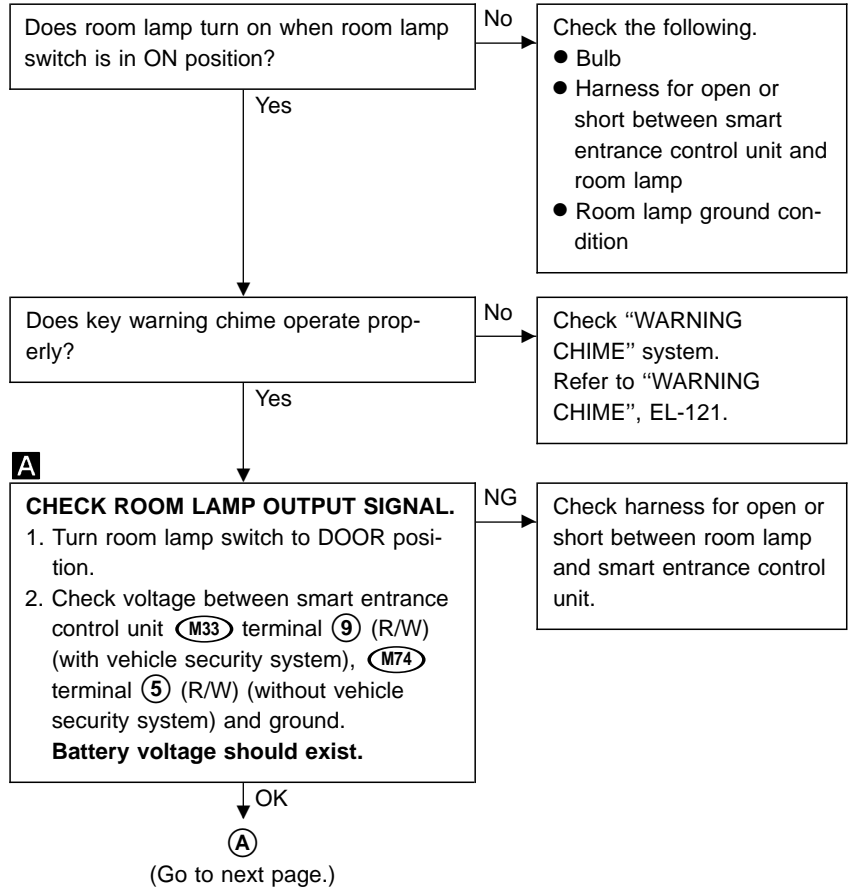 Does room lamp turn on when room lamp
switch is in ON position?
No
Check the following.
● Bulb
● Harness for open or
short between smart
entrance control unit and
room lamp
● Room lamp ground con-
dition
Yes
Does key warning chime operate prop-
erly?
No
Check “WARNING
CHIME” system.
Refer to “WARNING
CHIME”, EL-121.
Yes
A
CHECK ROOM LAMP OUTPUT SIGNAL.
1. Turn room lamp switch to DOOR posi-
tion.
2. Check voltage between smart entrance
control unit M33 terminal 9 (R/W)
(with vehicle security system), M74
terminal 5 (R/W) (without vehicle
security system) and ground.
Battery voltage should exist.
NG
Check harness for open or
short between room lamp
and smart entrance control
unit.
OK
A
(Go to next page.)